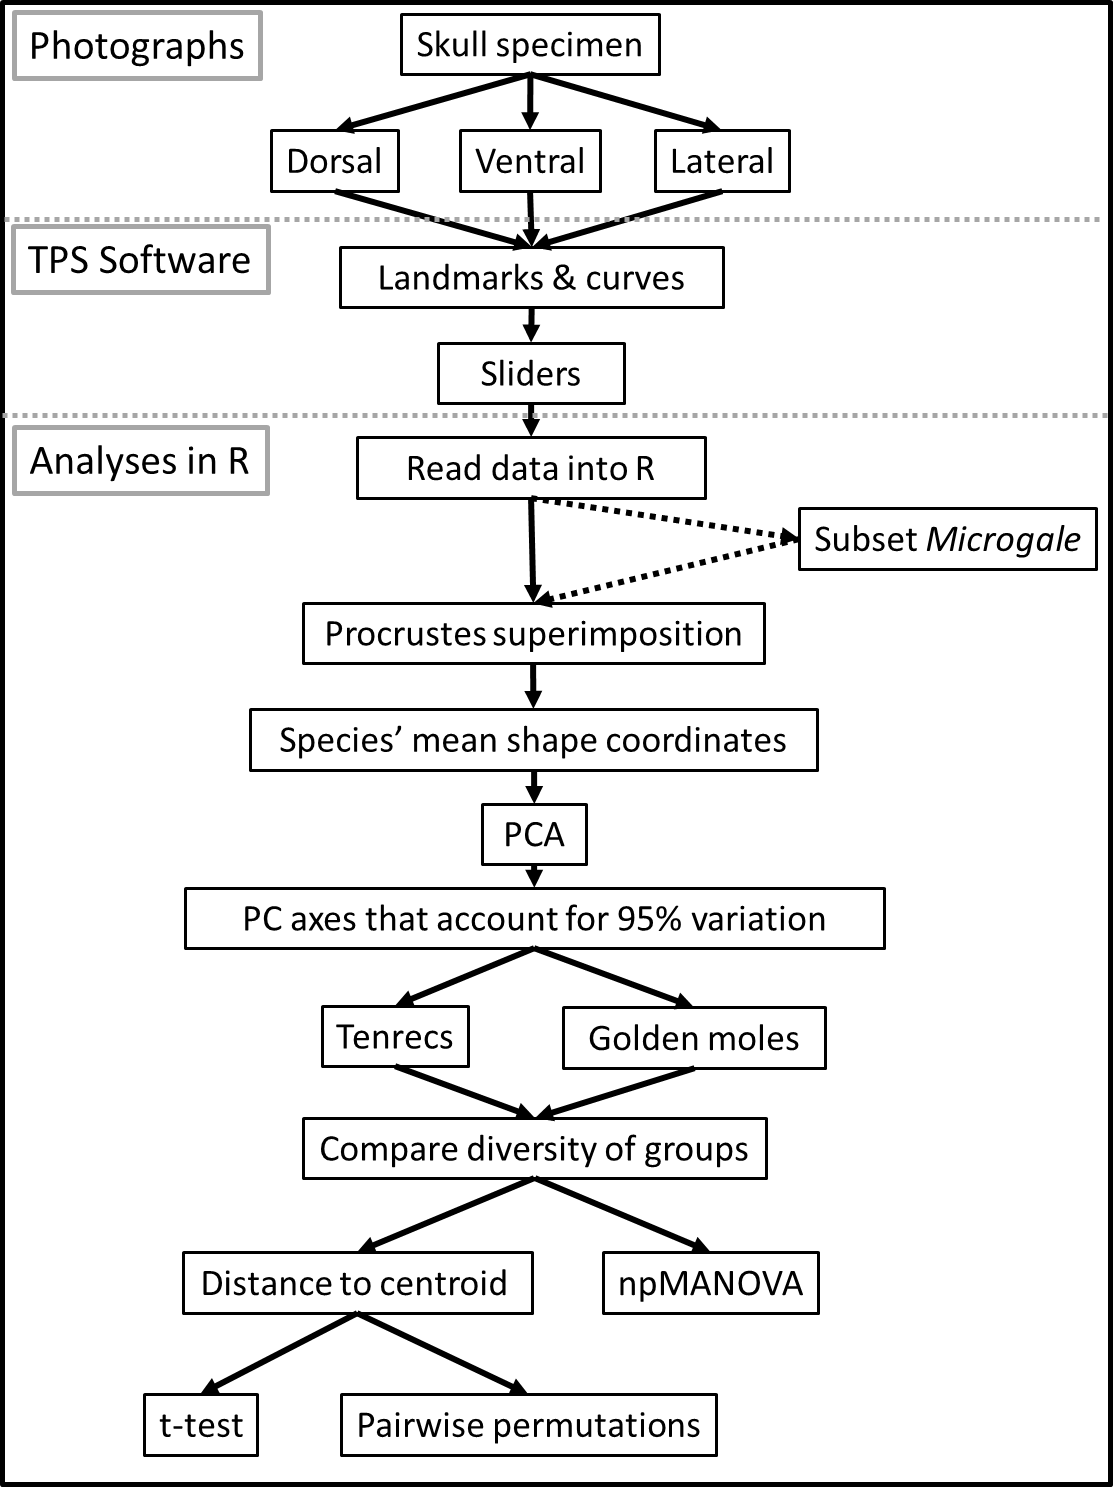 Photographs
Skull specimen
Dorsal
Ventral
Lateral
TPS Software
Landmarks & curves
Sliders
Analyses in R
Read data into R
Subset Microgale
Procrustes superimposition
Species’ mean shape coordinates
PCA
PC axes that account for 95% variation
Tenrecs
Golden moles
Compare diversity of groups
Distance to centroid
npMANOVA
t-test
Pairwise permutations